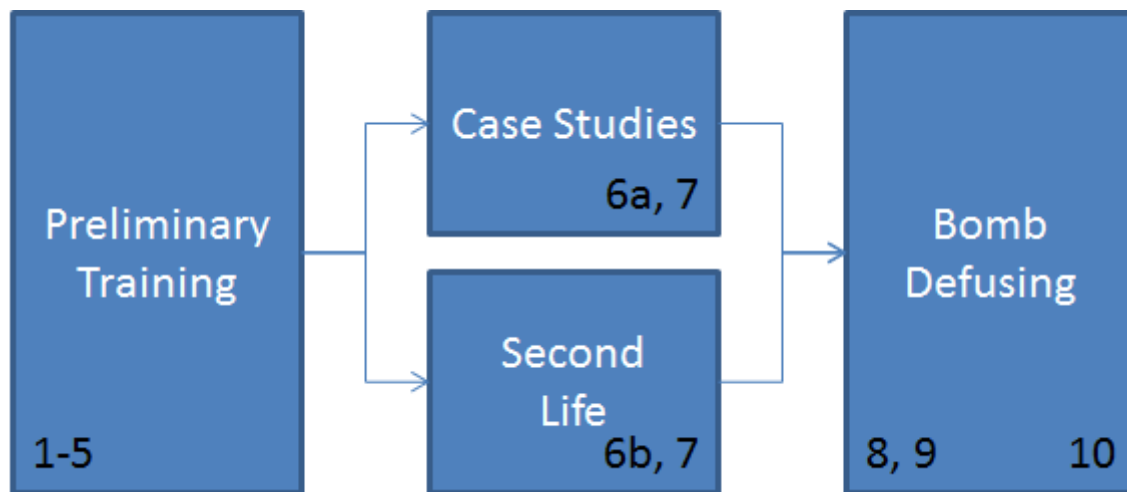 Preliminary
Training
1-5
Case Studies
6a, 7
Second
Life
6b, 7
Bomb
Defusing
8, 9 10